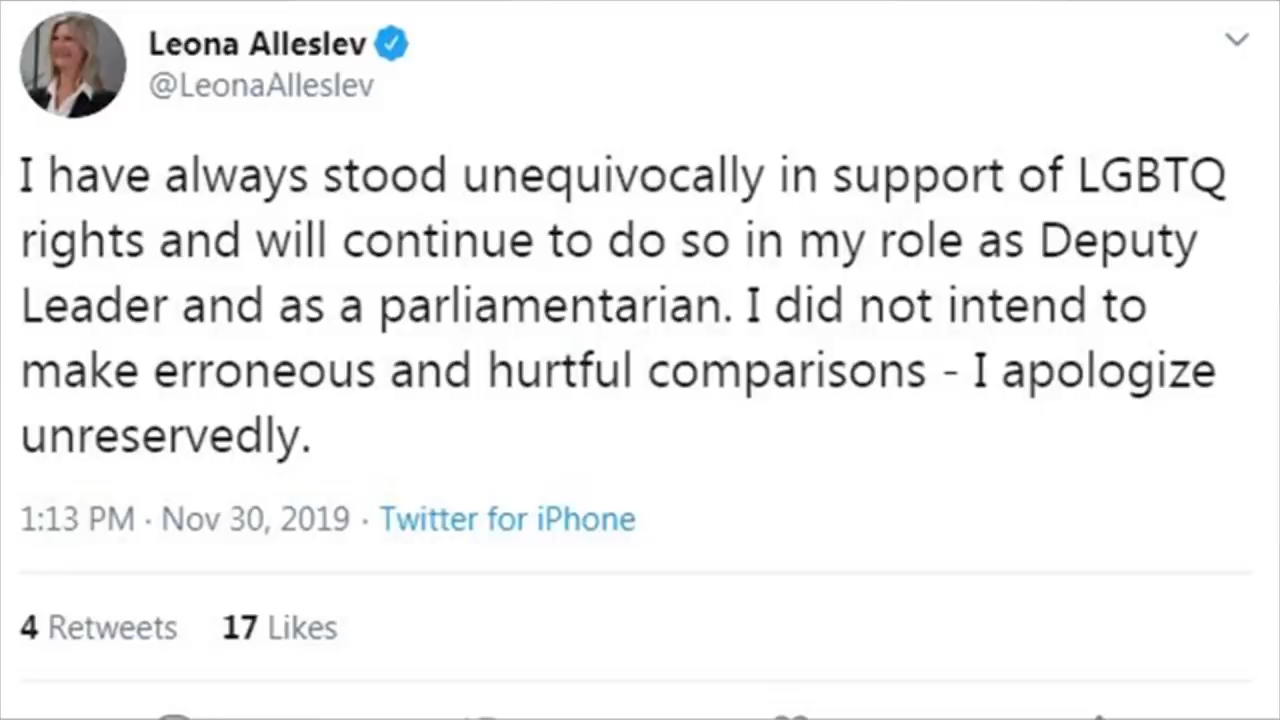 Leona Alleslev
@LeonaAlleslev
I have always stood unequivocally in support of LGBTQ
rights and will continue to do so in my role as Deputy
Leader and as a parliamentarian. I did not intend to
make erroneous and hurtful comparisons - I apologize
unreservedly.
1:13 PM · Nov 30, 2019 · Twitter for iPhone
4 Retweets 17 Likes